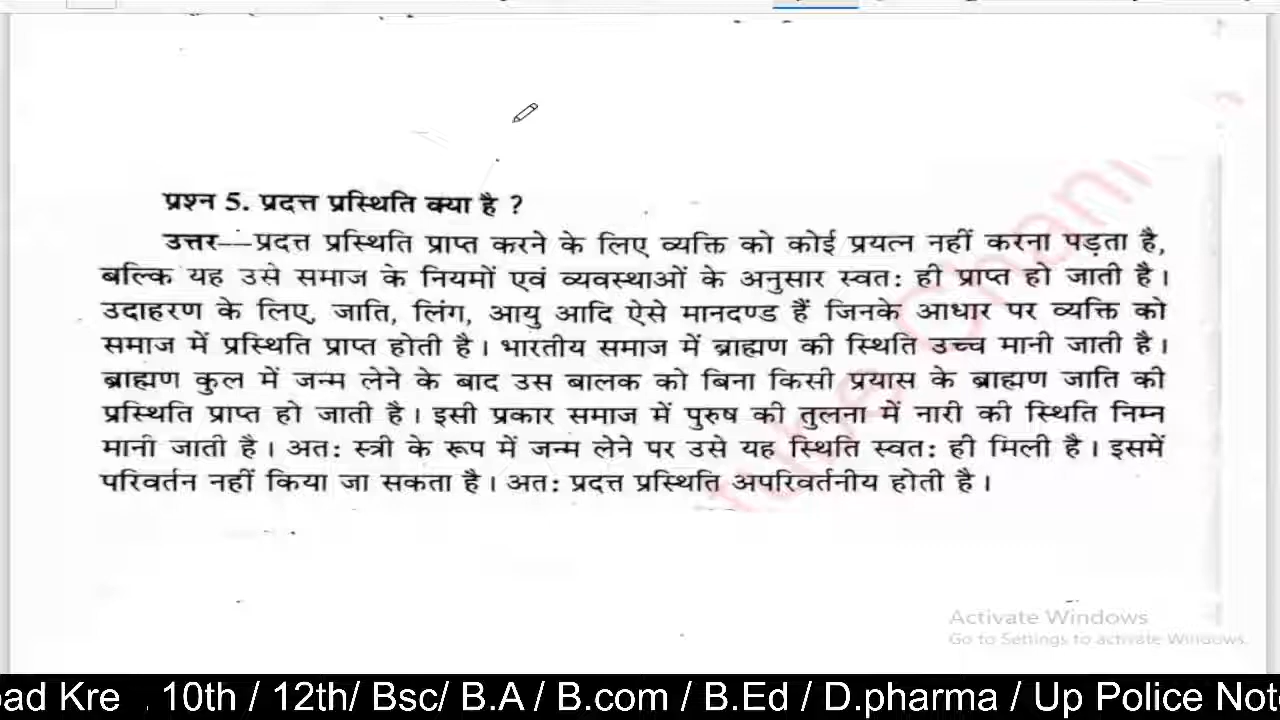 प्रश्न 5. प्रदत्त प्रस्थिति क्या है ?
उत्तर—प्रदत्त प्रस्थिति प्राप्त करने के लिए व्यक्ति को कोई प्रयत्न नहीं करना पड़ता है,
बल्कि यह उसे समाज के नियमों एवं व्यवस्थाओं के अनुसार स्वतः ही प्राप्त हो जाती है।
उदाहरण के लिए, जाति, लिंग, आयु आदि ऐसे मानदण्ड हैं जिनके आधार पर व्यक्ति को
समाज में प्रस्थिति प्राप्त होती है। भारतीय समाज में ब्राह्मण की स्थिति उच्च मानी जाती है।
ब्राह्मण कुल में जन्म लेने के बाद उस बालक को बिना किसी प्रयास के ब्राह्मण जाति की
प्रस्थिति प्राप्त हो जाती है। इसी प्रकार समाज में पुरुष की तुलना में नारी की स्थिति निम्न
मानी जाती है। अतः स्त्री के रूप में जन्म लेने पर उसे यह स्थिति स्वतः ही मिली है। इसमें
परिवर्तन नहीं किया जा सकता है। अतः प्रदत्त प्रस्थिति अपरिवर्तनीय होती है।
Activate Windows
Go to Settings to activate Windows.
Kre . 10th / 12th/ Bsc/ B.A / B.com / B.Ed / D.pharma / Up Police